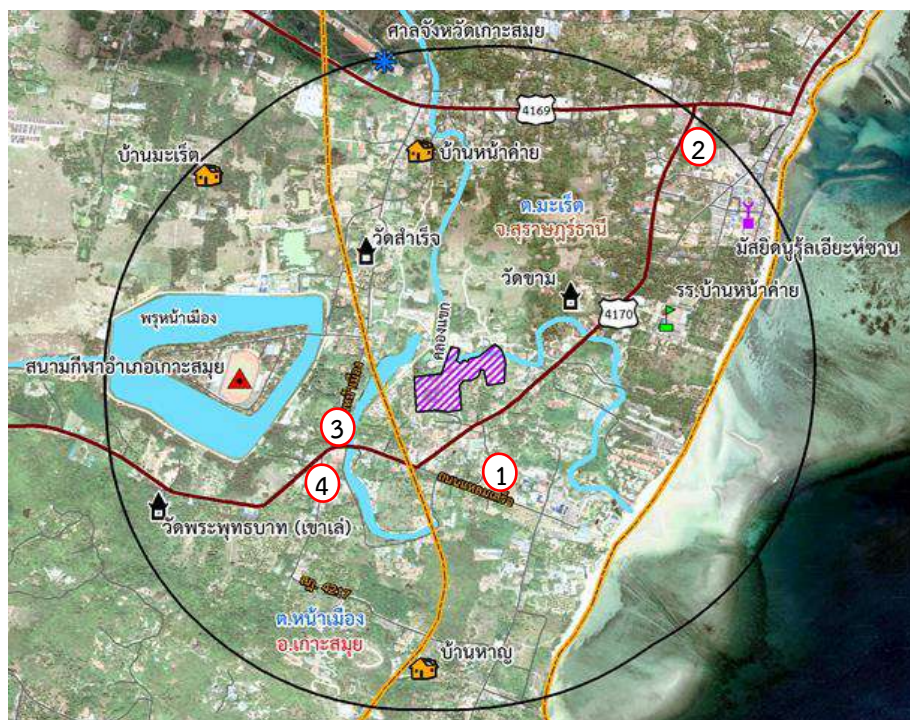 ศาลจังหวัดเกาะสมุย
4169
บ้านมะเร็ต
บ้านหน้าค่าย
2
ต.มะเร็ต
จ.สุราษฎร์ธานี
วัดสำเร็จ
มัสยิดนูรุ้ลเอียะห์ซาน
วัดขาม
รร.บ้านหน้าค่าย
4170
พรุหน้าเมือง
คลองแขก
สนามกีฬาอำเภอเกาะสมุย
3
4
1
วัดพระพุทธบาท (เขาเล่)
สฎ. 4217
ต.หน้าเมือง
อ.เกาะสมุย
บ้านหาญ